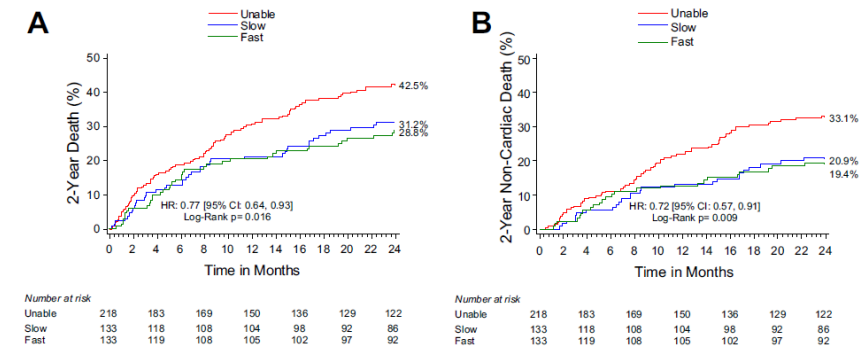 A
Unable
Slow
Fast
2-Year Death (%)
50
40
30
20
10
0
42.5%
31.2%
28.8%
HR: 0.77 [95% CI: 0.64, 0.93]
Log-Rank p= 0.016
0 2 4 6 8 10 12 14 16 18 20 22 24
Time in Months
Number at risk
Unable 218 183 169 150 136 129 122
Slow 133 118 108 104 98 92 86
Fast 133 119 108 105 102 97 92
B
Unable
Slow
Fast
2-Year Non-Cardiac Death (%)
50
40
30
20
10
0
33.1%
20.9%
19.4%
HR: 0.72 [95% CI: 0.57, 0.91]
Log-Rank p= 0.009
0 2 4 6 8 10 12 14 16 18 20 22 24
Time in Months
Number at risk
Unable 218 183 169 150 136 129 122
Slow 133 118 108 104 98 92 86
Fast 133 119 108 105 102 97 92